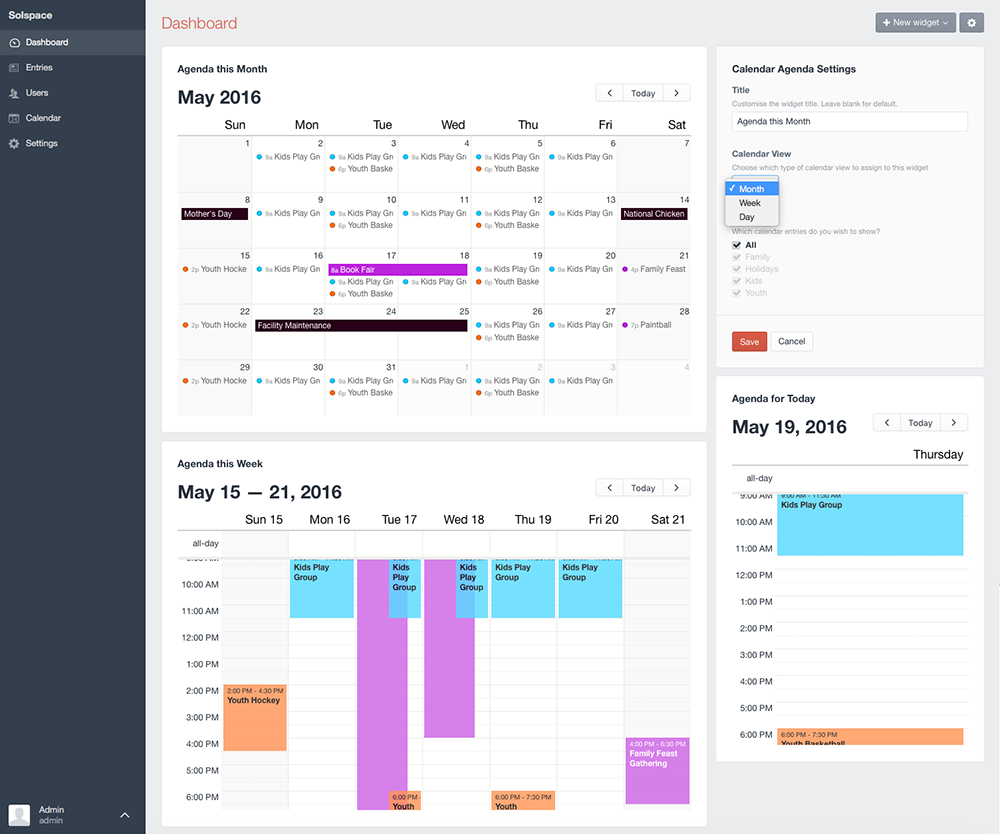 Solspace
Dashboard
Entries
Users
Calendar
Settings
Admin
admin
Dashboard
+ New widget
Agenda this Month
May 2016
Today
Sun Mon Tue Wed Thu Fri Sat
1 2 3 4 5 6 7
9a Kids Play Gr 9a Kids Play Gr 9a Kids Play Gr 9a Kids Play Gr 9a Kids Play Gr
6p Youth Baske 6p Youth Baske
8 9 10 11 12 13 14
Mother's Day 9a Kids Play Gr 9a Kids Play Gr 9a Kids Play Gr 9a Kids Play Gr 9a Kids Play Gr National Chicken
6p Youth Baske 6p Youth Baske
15 16 17 18 19 20 21
2p Youth Hocke 9a Kids Play Gr 8a Book Fair 9a Kids Play Gr 9a Kids Play Gr 4p Family Feast
9a Kids Play Gr 9a Kids Play Gr 6p Youth Baske
6p Youth Baske
22 23 24 25 26 27 28
2p Youth Hocke Facility Maintenance 9a Kids Play Gr 9a Kids Play Gr 7p Paintball
6p Youth Baske
29 30 31 1 2 3 4
2p Youth Hocke 9a Kids Play Gr 9a Kids Play Gr 9a Kids Play Gr 9a Kids Play Gr 9a Kids Play Gr
6p Youth Baske 6p Youth Baske
Agenda this Week
May 15 — 21, 2016
Today
Sun 15 Mon 16 Tue 17 Wed 18 Thu 19 Fri 20 Sat 21
all-day
Kids Play Group
Kids Play Group
Kids Play Group
Kids Play Group
Kids Play Group
10:00 AM
11:00 AM
12:00 PM
1:00 PM
2:00 PM
2:00 PM - 4:30 PM
Youth Hockey
3:00 PM
4:00 PM
4:00 PM - 6:30 PM
Family Feast
Gathering
5:00 PM
6:00 PM
6:00 PM -
Youth
6:00 PM - 7:30 PM
Youth
Calendar Agenda Settings
Title
Customise the widget title. Leave blank for default.
Agenda this Month
Calendar View
Choose which type of calendar view to assign to this widget
✓ Month
Week
Day
Which calendar entries do you wish to show?
All
Family
Holidays
Kids
Youth
Save Cancel
Agenda for Today
May 19, 2016
Today
Thursday
all-day
9:00 AM
9:00 AM - 11:30 AM
Kids Play Group
10:00 AM
11:00 AM
12:00 PM
1:00 PM
2:00 PM
3:00 PM
4:00 PM
5:00 PM
6:00 PM
6:00 PM - 7:30 PM
Youth Basketball